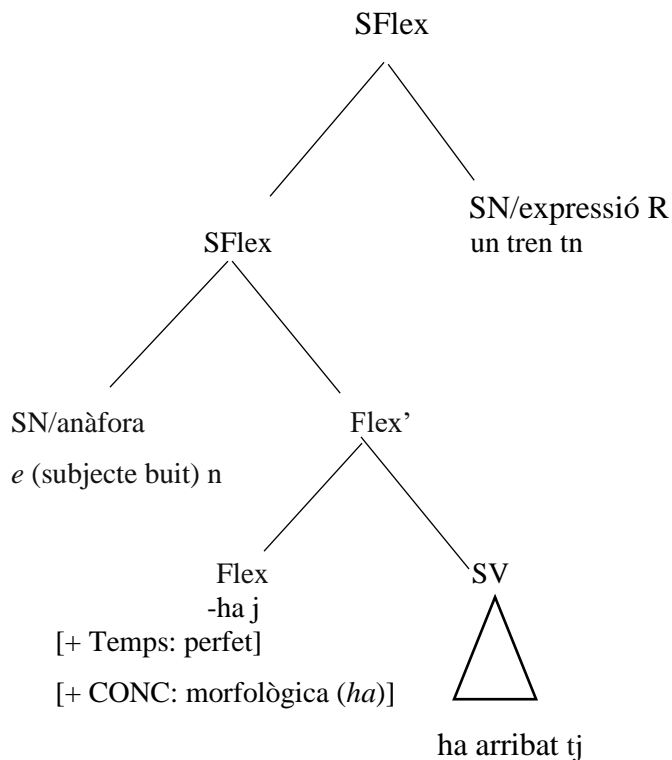 SFlex
SN/expressió R
un tren tn
SFlex
SN/anàfora
Flex’
e (subjecte buit) n
Flex
SV
-ha j
[+ Temps: perfet]
[+ CONC: morfològica (ha)]
ha arribat tj